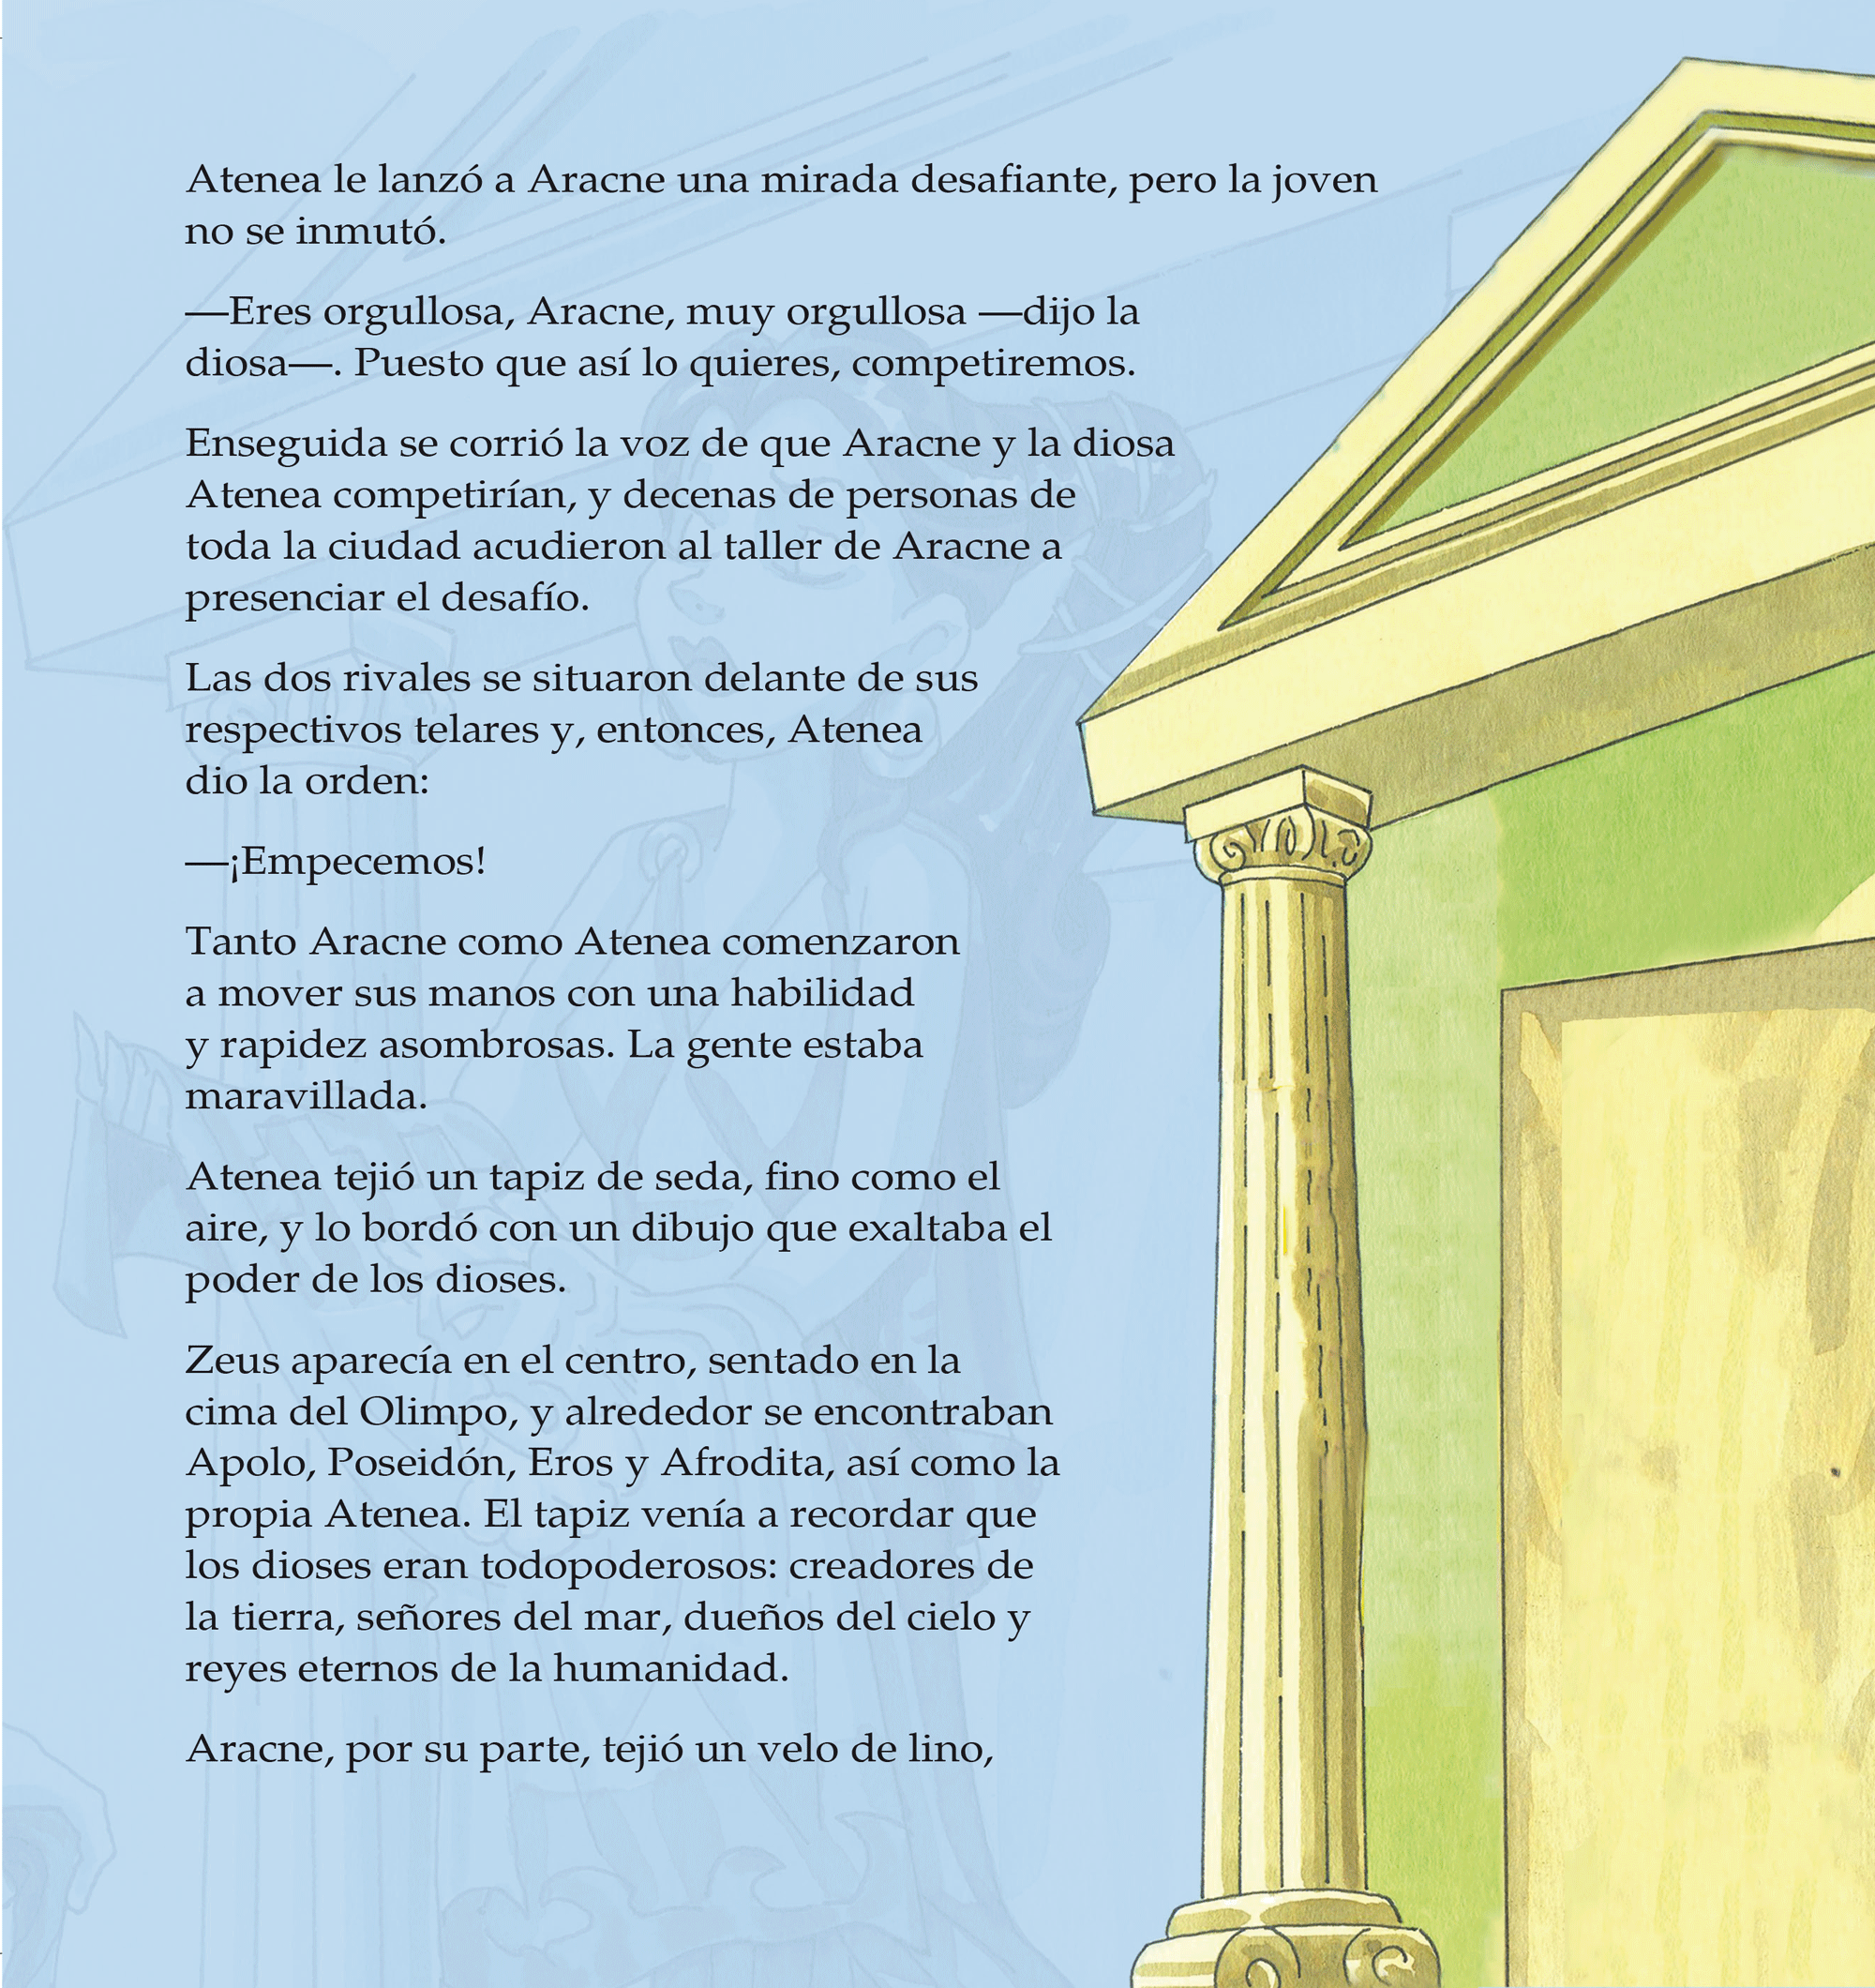 Atenea le lanzó a Aracne una mirada desafiante, pero la joven
no se inmutó.
—Eres orgullosa, Aracne, muy orgullosa —dijo la
diosa—. Puesto que así lo quieres, competiremos.
Enseguida se corrió la voz de que Aracne y la diosa
Atenea competirían, y decenas de personas de
toda la ciudad acudieron al taller de Aracne a
presenciar el desafío.
Las dos rivales se situaron delante de sus
respectivos telares y, entonces, Atenea
dio la orden:
—¡Empecemos!
Tanto Aracne como Atenea comenzaron
a mover sus manos con una habilidad
y rapidez asombrosas. La gente estaba
maravillada.
Atenea tejió un tapiz de seda, fino como el
aire, y lo bordó con un dibujo que exaltaba el
poder de los dioses.
Zeus aparecía en el centro, sentado en la
cima del Olimpo, y alrededor se encontraban
Apolo, Poseidón, Eros y Afrodita, así como la
propia Atenea. El tapiz venía a recordar que
los dioses eran todopoderosos: creadores de
la tierra, señores del mar, dueños del cielo y
reyes eternos de la humanidad.
Aracne, por su parte, tejió un velo de lino,